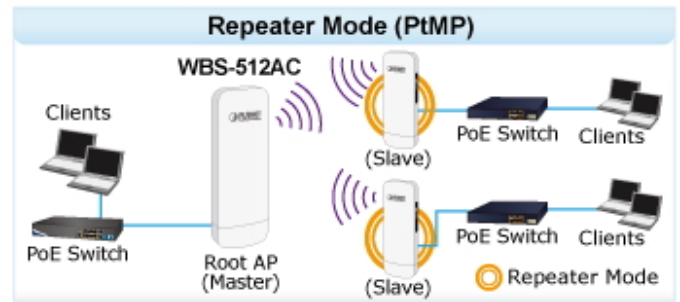 Repeater Mode (PtMP)
WBS-512AC
Clients
PoE Switch
Root AP
(Master)
(Slave)
PoE Switch
Clients
(Slave)
PoE Switch
Clients
Repeater Mode